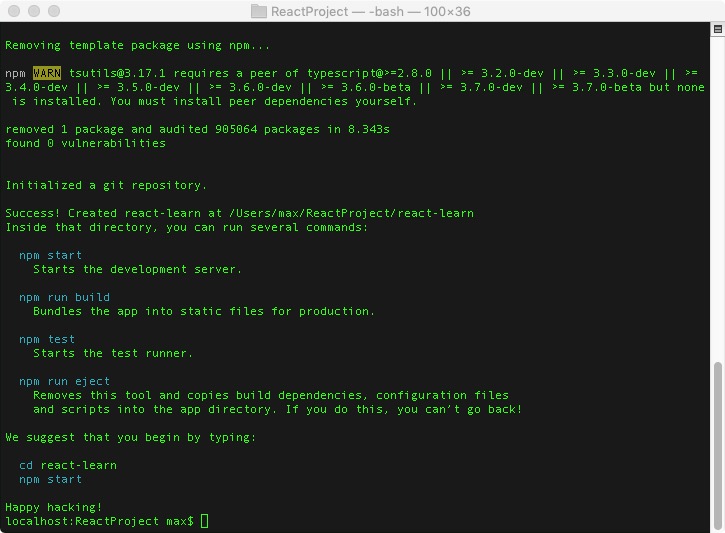 ReactProject — -bash — 100×36
Removing template package using npm...
npm WARN tsutils@3.17.1 requires a peer of typescript@>=2.8.0 || >= 3.2.0-dev || >= 3.3.0-dev || >=
3.4.0-dev || >= 3.5.0-dev || >= 3.6.0-dev || >= 3.6.0-beta || >= 3.7.0-dev || >= 3.7.0-beta but none
is installed. You must install peer dependencies yourself.
removed 1 package and audited 905064 packages in 8.343s
found 0 vulnerabilities
Initialized a git repository.
Success! Created react-learn at /Users/max/ReactProject/react-learn
Inside that directory, you can run several commands:
npm start
Starts the development server.
npm run build
Bundles the app into static files for production.
npm test
Starts the test runner.
npm run eject
Removes this tool and copies build dependencies, configuration files
and scripts into the app directory. If you do this, you can’t go back!
We suggest that you begin by typing:
cd react-learn
npm start
Happy hacking!
localhost:ReactProject max$